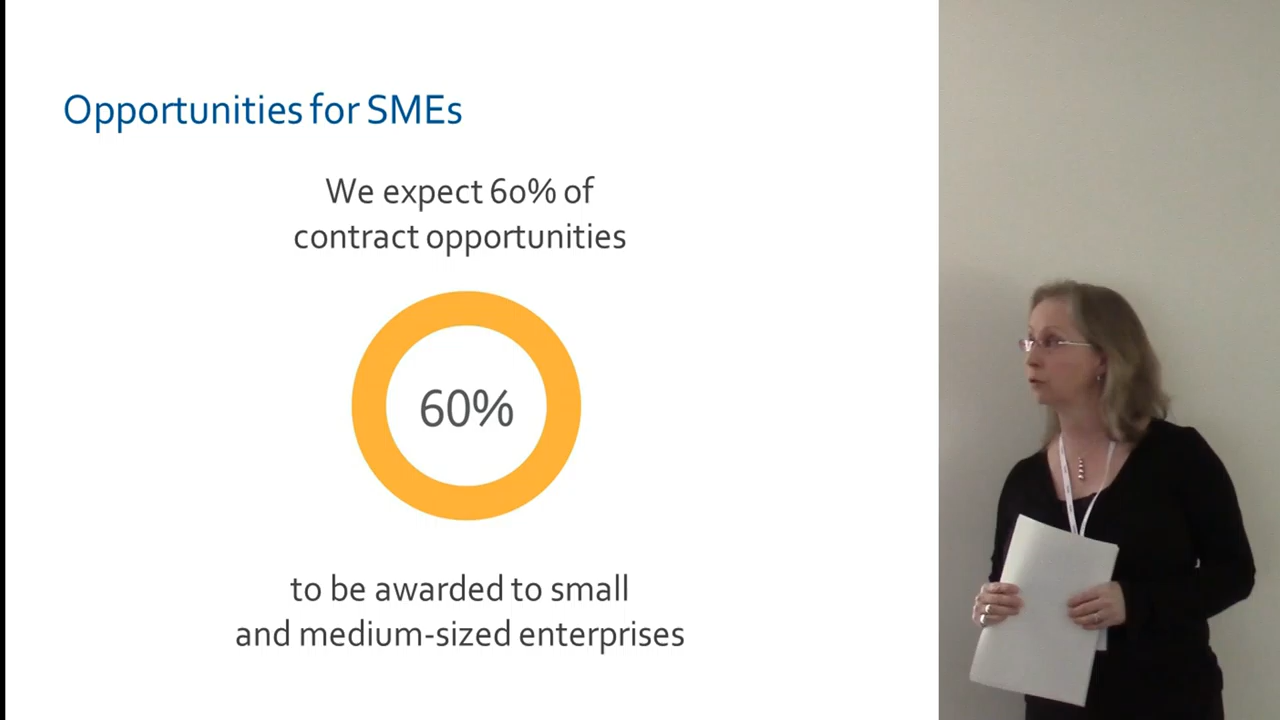 Opportunities for SMEs
We expect 60% of
contract opportunities
60%
to be awarded to small
and medium-sized enterprises